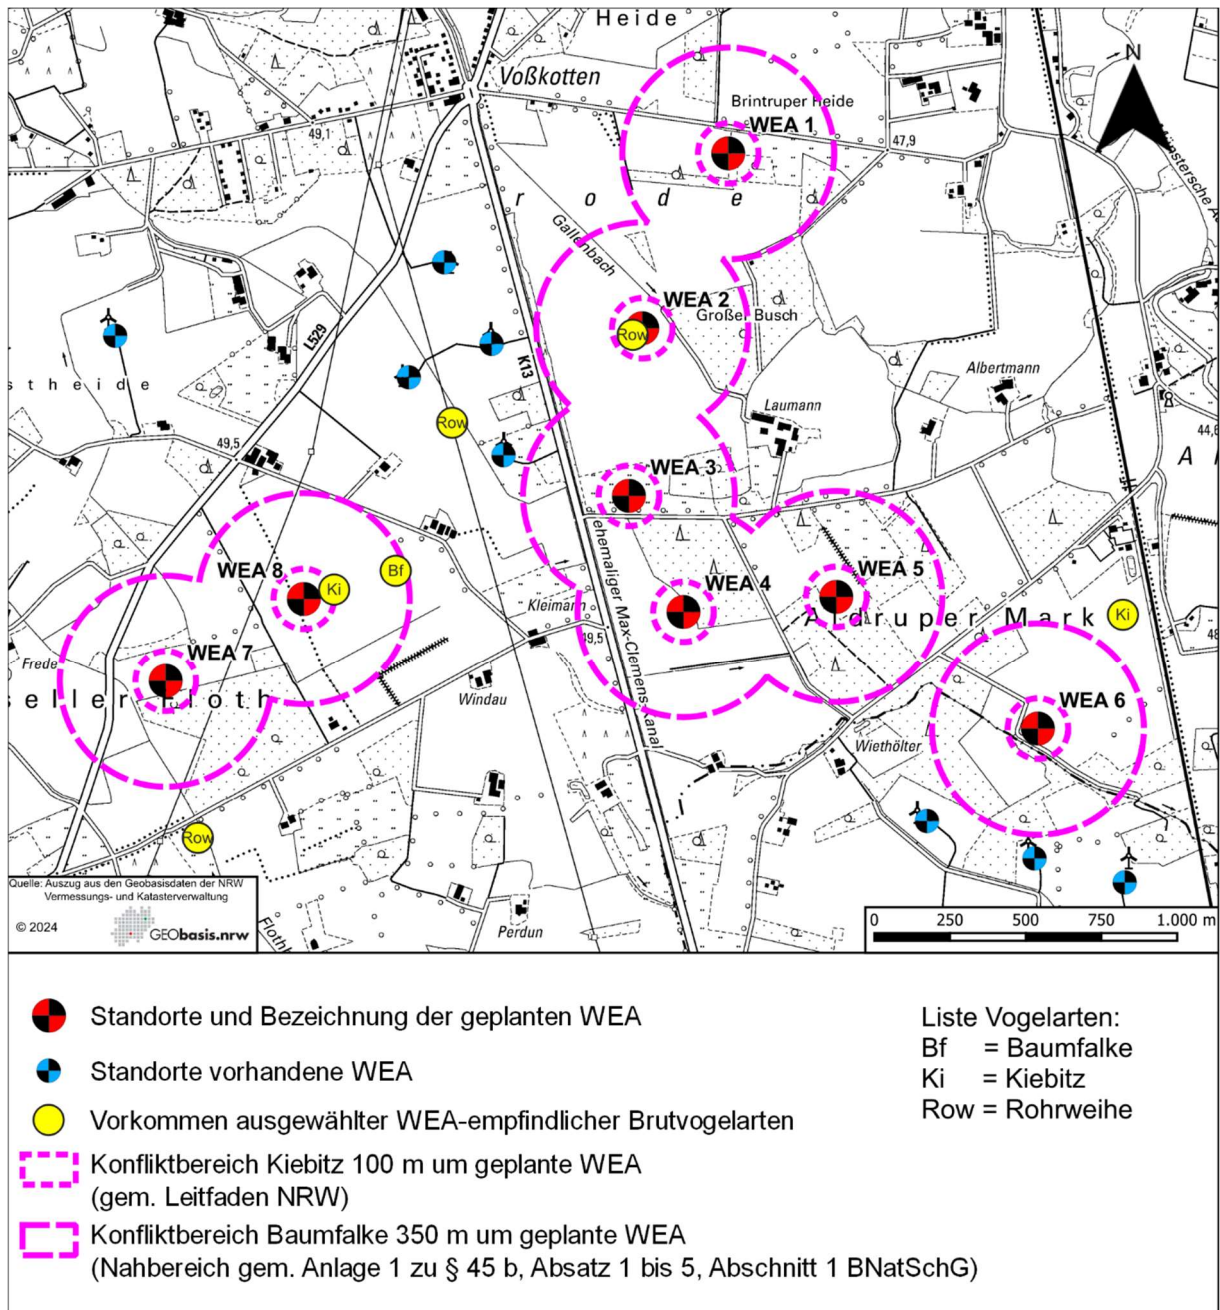 Heide
Voßkotten
N
Brintruper Heide
WEA 1
49,1
47,9
r o d e
Gallenbach
WEA 2
Großer Busch
Row
L529
K13
stheide
Albertmann
Laumann
Row
49,5
44,6
A
WEA 3
WEA 8
Bf
Ki
WEA 4
WEA 5
Kleimann
ehemaliger Max-Clemens-Kanal
Aldruper Mark
Ki
49,5
48
WEA 7
Frede
seller Floth
Windau
WEA 6
Wiethölter
Row
Quelle: Auszug aus den Geobasisdaten der NRW
Vermessungs- und Katasterverwaltung
© 2024
GEObasis.nrw
Perdun
0 250 500 750 1.000 m
Standorte und Bezeichnung der geplanten WEA
Standorte vorhandene WEA
Vorkommen ausgewählter WEA-empfindlicher Brutvogelarten
Konfliktbereich Kiebitz 100 m um geplante WEA
(gem. Leitfaden NRW)
Konfliktbereich Baumfalke 350 m um geplante WEA
(Nahbereich gem. Anlage 1 zu § 45 b, Absatz 1 bis 5, Abschnitt 1 BNatSchG)
Liste Vogelarten:
Bf = Baumfalke
Ki = Kiebitz
Row = Rohrweihe